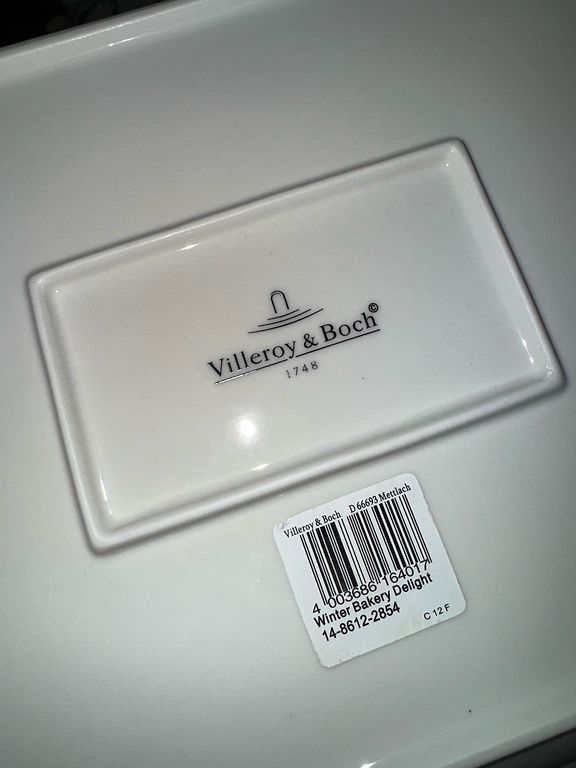 Villeroy & Boch©
1748
Villeroy & Boch D 66693 Mettlach
4 003686 164017
Winter Bakery Delight
14-8612-2854
C 12 F